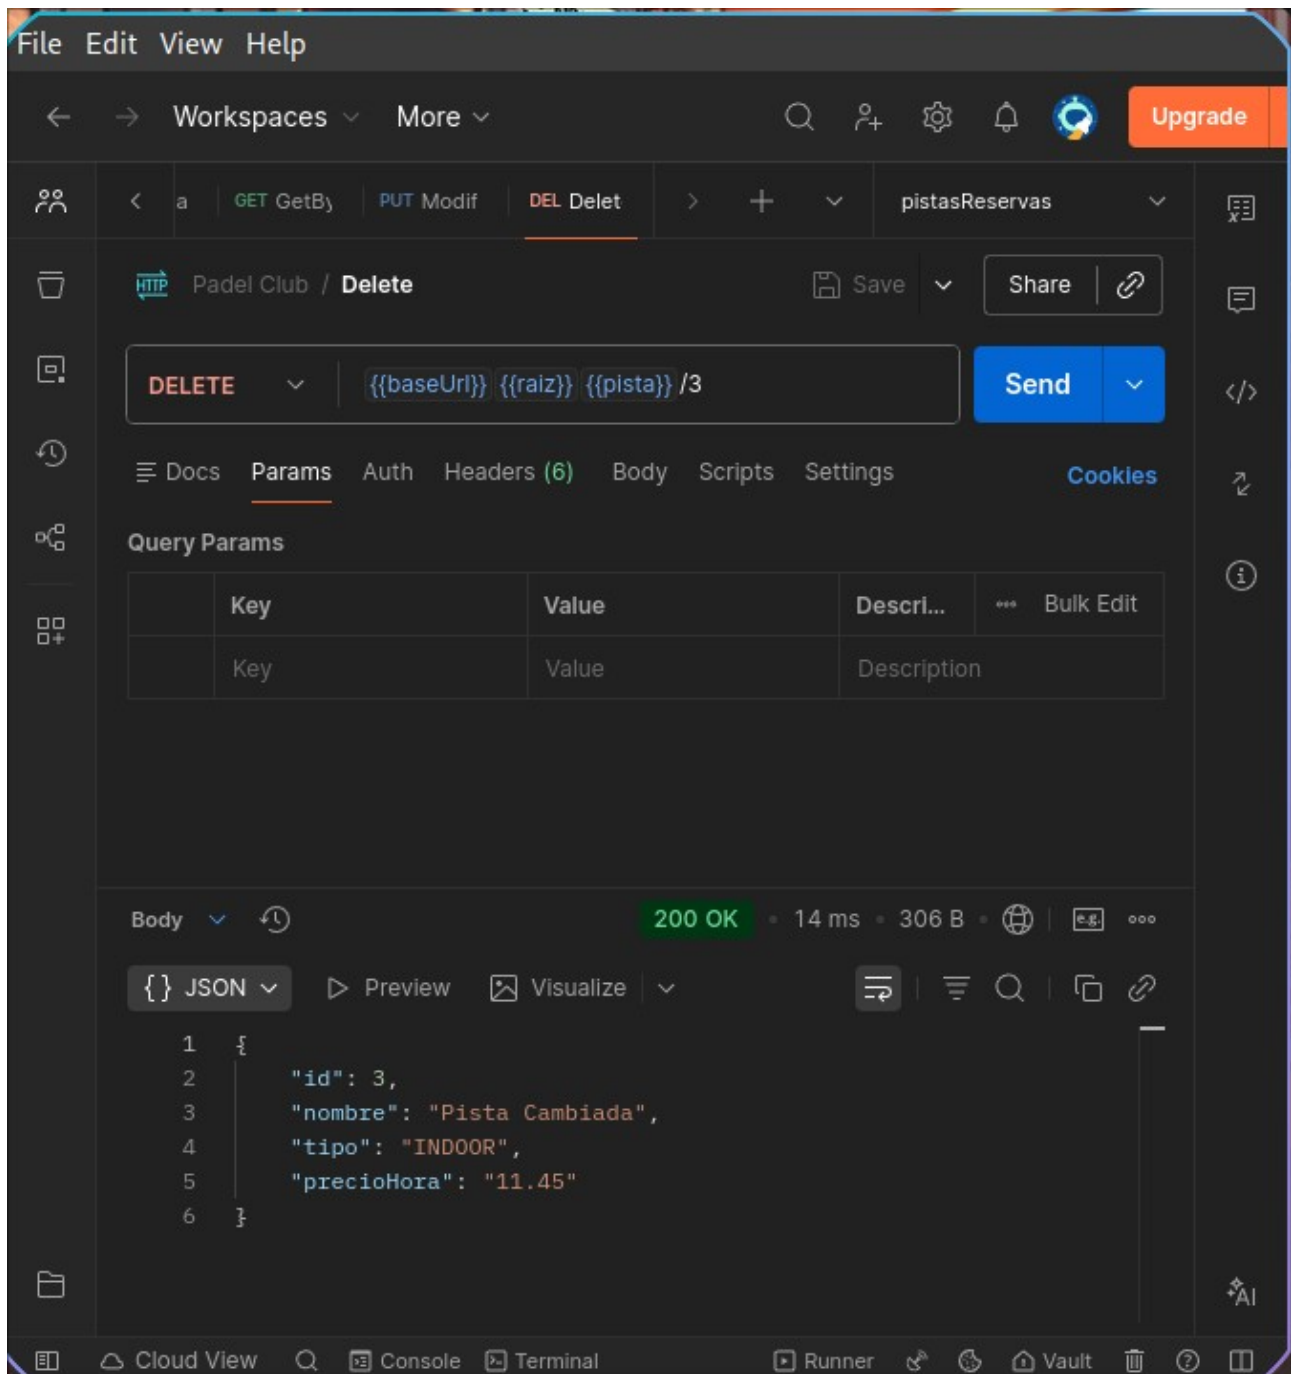 File Edit View Help
Workspaces More Upgrade
a GET GetBy PUT Modif DEL Delet pistasReservas
HTTP Padel Club / Delete Save Share
DELETE {{baseUrl}} {{raiz}} {{pista}} /3 Send
Docs Params Auth Headers (6) Body Scripts Settings Cookies
Query Params
Key Value Descri... Bulk Edit
Key Value Description
Body 200 OK 14 ms 306 B e.g.
{} JSON Preview Visualize
1 {
2 "id": 3,
3 "nombre": "Pista Cambiada",
4 "tipo": "INDOOR",
5 "precioHora": "11.45"
6 }
AI
Cloud View Console Terminal Runner Vault